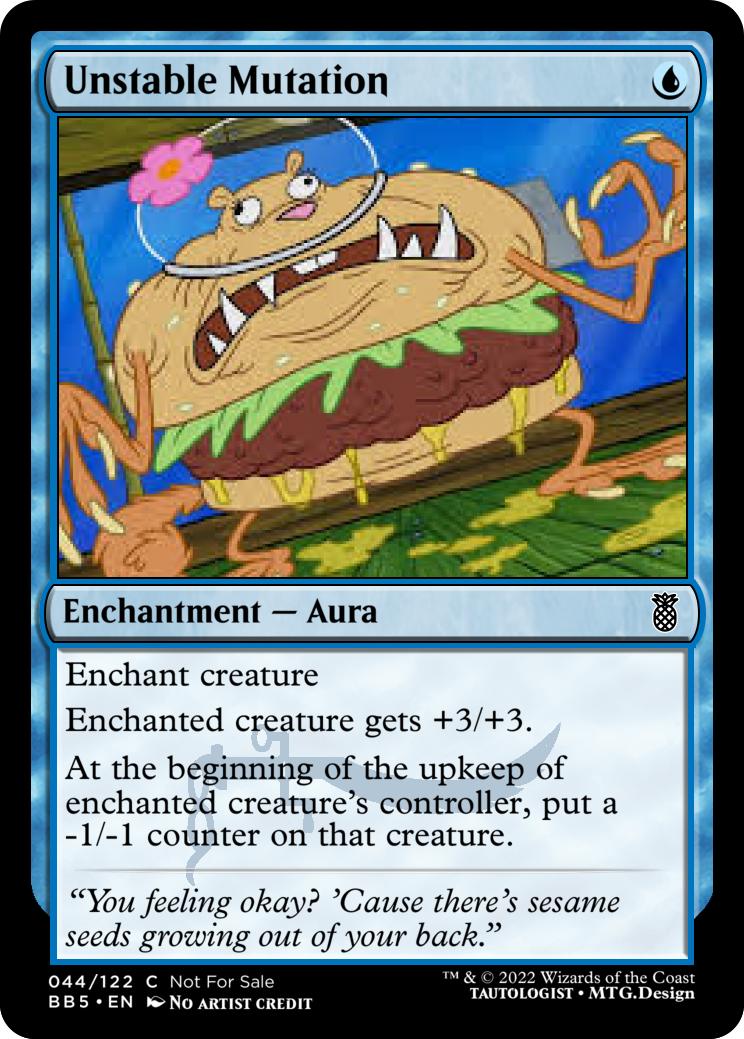 Unstable Mutation
Enchantment — Aura
Enchant creature
Enchanted creature gets +3/+3.
At the beginning of the upkeep of
enchanted creature’s controller, put a
-1/-1 counter on that creature.
“You feeling okay? ’Cause there’s sesame
seeds growing out of your back.”
044/122 C Not For Sale
BB5 • EN No artist credit
™ & © 2022 Wizards of the Coast
TAUTOLOGIST • MTG.Design